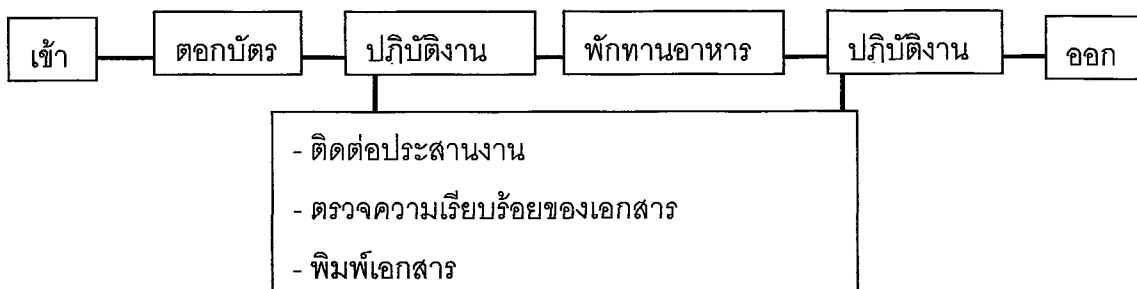 เข้า ตอกบัตร ปฎิบัติงาน พักทานอาหาร ปฎิบัติงาน ออก
- ติดต่อประสานงาน
- ตรวจความเรียบร้อยของเอกสาร
- พิมพ์เอกสาร